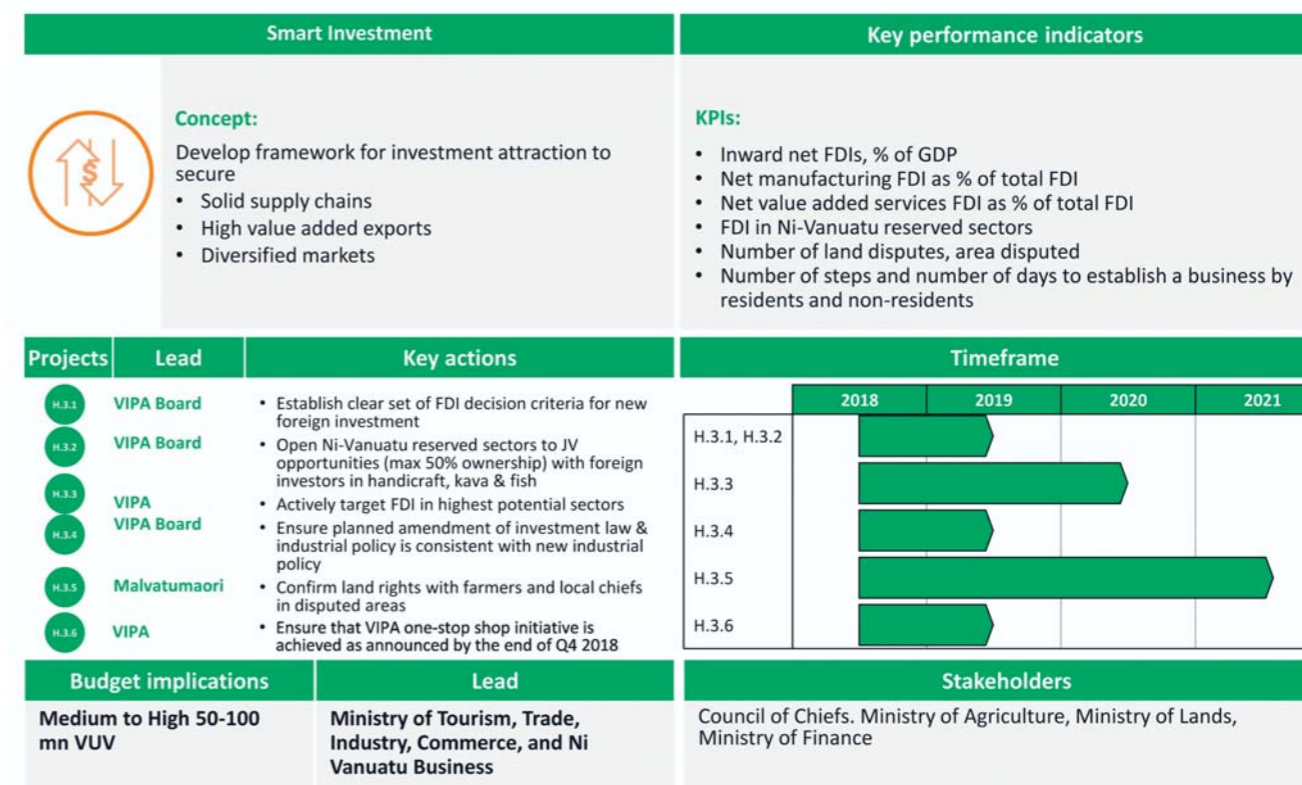 Smart Investment
Key performance indicators
$
Concept:
Develop framework for investment attraction to
secure
• Solid supply chains
• High value added exports
• Diversified markets
KPIs:
• Inward net FDIs, % of GDP
• Net manufacturing FDI as % of total FDI
• Net value added services FDI as % of total FDI
• FDI in Ni-Vanuatu reserved sectors
• Number of land disputes, area disputed
• Number of steps and number of days to establish a business by
residents and non-residents
Projects Lead Key actions
H.3.1 VIPA Board • Establish clear set of FDI decision criteria for new
foreign investment
H.3.2 VIPA Board • Open Ni-Vanuatu reserved sectors to JV
opportunities (max 50% ownership) with foreign
investors in handicraft, kava & fish
H.3.3 VIPA • Actively target FDI in highest potential sectors
H.3.4 VIPA Board • Ensure planned amendment of investment law &
industrial policy is consistent with new industrial
policy
H.3.5 Malvatumaori • Confirm land rights with farmers and local chiefs
in disputed areas
H.3.6 VIPA • Ensure that VIPA one-stop shop initiative is
achieved as announced by the end of Q4 2018
Timeframe
2018 2019 2020 2021
H.3.1, H.3.2
H.3.3
H.3.4
H.3.5
H.3.6
Budget implications
Medium to High 50-100
mn VUV
Lead
Ministry of Tourism, Trade,
Industry, Commerce, and Ni
Vanuatu Business
Stakeholders
Council of Chiefs. Ministry of Agriculture, Ministry of Lands,
Ministry of Finance